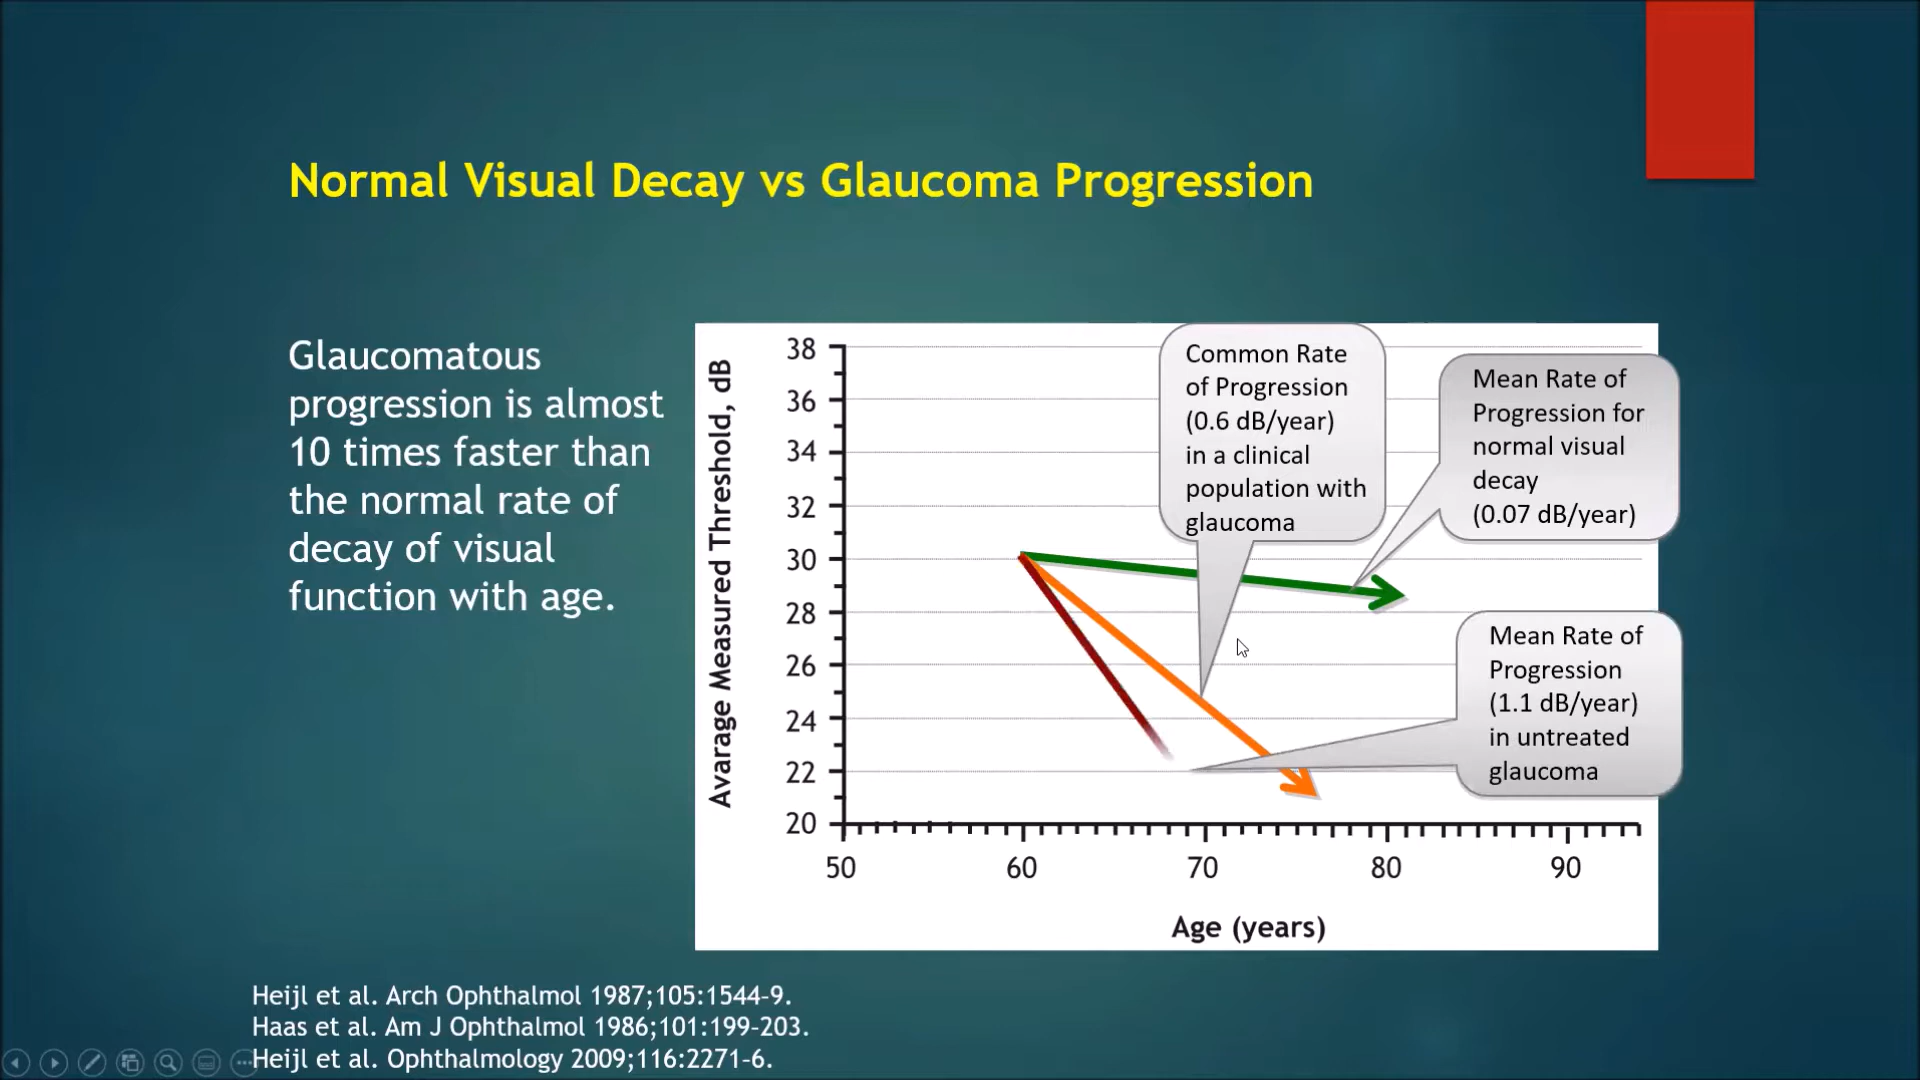 Normal Visual Decay vs Glaucoma Progression
Glaucomatous
progression is almost
10 times faster than
the normal rate of
decay of visual
function with age.
Avarage Measured Threshold, dB
38
36
34
32
30
28
26
24
22
20
50 60 70 80 90
Age (years)
Common Rate
of Progression
(0.6 dB/year)
in a clinical
population with
glaucoma
Mean Rate of
Progression for
normal visual
decay
(0.07 dB/year)
Mean Rate of
Progression
(1.1 dB/year)
in untreated
glaucoma
Heijl et al. Arch Ophthalmol 1987;105:1544-9.
Haas et al. Am J Ophthalmol 1986;101:199-203.
Heijl et al. Ophthalmology 2009;116:2271-6.